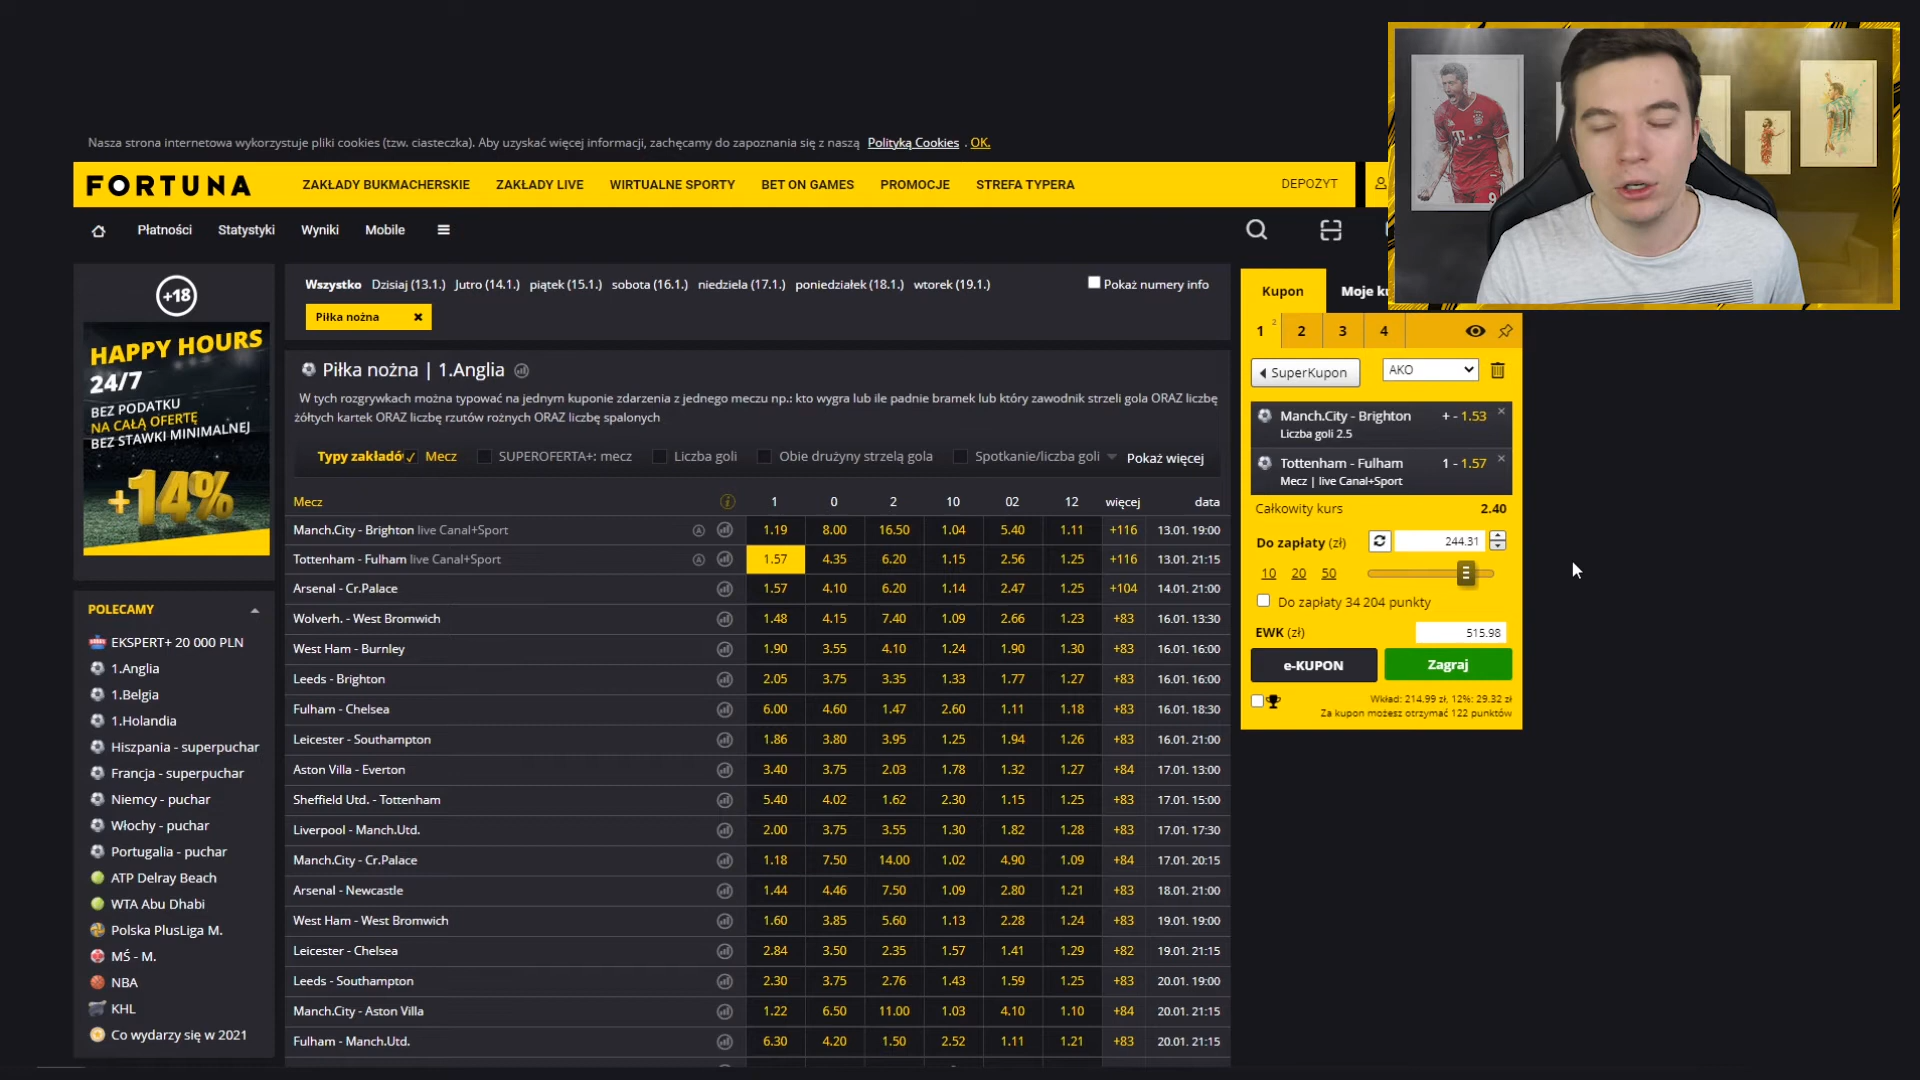 Nasza strona internetowa wykorzystuje pliki cookies (tzw. ciasteczka). Aby uzyskać więcej informacji, zachęcamy do zapoznania się z naszą Polityką Cookies . OK.
FORTUNA ZAKŁADY BUKMACHERSKIE ZAKŁADY LIVE WIRTUALNE SPORTY BET ON GAMES PROMOCJE STREFA TYPERA DEPOZYT
Płatności Statystyki Wyniki Mobile
+18
HAPPY HOURS
24/7
BEZ PODATKU
NA CAŁĄ OFERTĘ
BEZ STAWKI MINIMALNEJ
+14%
POLECAMY
EKSPERT+ 20 000 PLN
1.Anglia
1.Belgia
1.Holandia
Hiszpania - superpuchar
Francja - superpuchar
Niemcy - puchar
Włochy - puchar
Portugalia - puchar
ATP Delray Beach
WTA Abu Dhabi
Polska PlusLiga M.
MŚ - M.
NBA
KHL
Co wydarzy się w 2021
Wszystko Dzisiaj (13.1.) Jutro (14.1.) piątek (15.1.) sobota (16.1.) niedziela (17.1.) poniedziałek (18.1.) wtorek (19.1.) Pokaż numery info
Piłka nożna ×
Piłka nożna | 1.Anglia
W tych rozgrywkach można typować na jednym kuponie zdarzenia z jednego meczu np.: kto wygra lub ile padnie bramek lub który zawodnik strzeli gola ORAZ liczbę
żółtych kartek ORAZ liczbę rzutów rożnych ORAZ liczbę spalonych
Typy zakładó ✓ Mecz SUPEROFERTA+: mecz Liczba goli Obie drużyny strzelą gola Spotkanie/liczba goli Pokaż więcej
Mecz i 1 0 2 10 02 12 więcej data
Manch.City - Brighton live Canal+Sport A 1.19 8.00 16.50 1.04 5.40 1.11 +116 13.01. 19:00
Tottenham - Fulham live Canal+Sport A 1.57 4.35 6.20 1.15 2.56 1.25 +116 13.01. 21:15
Arsenal - Cr.Palace 1.57 4.10 6.20 1.14 2.47 1.25 +104 14.01. 21:00
Wolverh. - West Bromwich 1.48 4.15 7.40 1.09 2.66 1.23 +83 16.01. 13:30
West Ham - Burnley 1.90 3.55 4.10 1.24 1.90 1.30 +83 16.01. 16:00
Leeds - Brighton 2.05 3.75 3.35 1.33 1.77 1.27 +83 16.01. 16:00
Fulham - Chelsea 6.00 4.60 1.47 2.60 1.11 1.18 +83 16.01. 18:30
Leicester - Southampton 1.86 3.80 3.95 1.25 1.94 1.26 +83 16.01. 21:00
Aston Villa - Everton 3.40 3.75 2.03 1.78 1.32 1.27 +84 17.01. 13:00
Sheffield Utd. - Tottenham 5.40 4.02 1.62 2.30 1.15 1.25 +83 17.01. 15:00
Liverpool - Manch.Utd. 2.00 3.75 3.55 1.30 1.82 1.28 +83 17.01. 17:30
Manch.City - Cr.Palace 1.18 7.50 14.00 1.02 4.90 1.09 +84 17.01. 20:15
Arsenal - Newcastle 1.44 4.46 7.50 1.09 2.80 1.21 +83 18.01. 21:00
West Ham - West Bromwich 1.60 3.85 5.60 1.13 2.28 1.24 +83 19.01. 19:00
Leicester - Chelsea 2.84 3.50 2.35 1.57 1.41 1.29 +82 19.01. 21:15
Leeds - Southampton 2.30 3.75 2.76 1.43 1.59 1.25 +83 20.01. 19:00
Manch.City - Aston Villa 1.22 6.50 11.00 1.03 4.10 1.10 +84 20.01. 21:15
Fulham - Manch.Utd. 6.30 4.20 1.50 2.52 1.11 1.21 +83 20.01. 21:15
Kupon Moje ku
1 2 2 3 4
SuperKupon AKO
Manch.City - Brighton + - 1.53 ×
Liczba goli 2.5
Tottenham - Fulham 1 - 1.57 ×
Mecz | live Canal+Sport
Całkowity kurs 2.40
Do zapłaty (zł) 244.31
10 20 50
Do zapłaty 34 204 punkty
EWK (zł) 515.98
e-KUPON Zagraj
Wkład: 214.99 zł, 12%: 29.32 zł
Za kupon możesz otrzymać 122 punktów